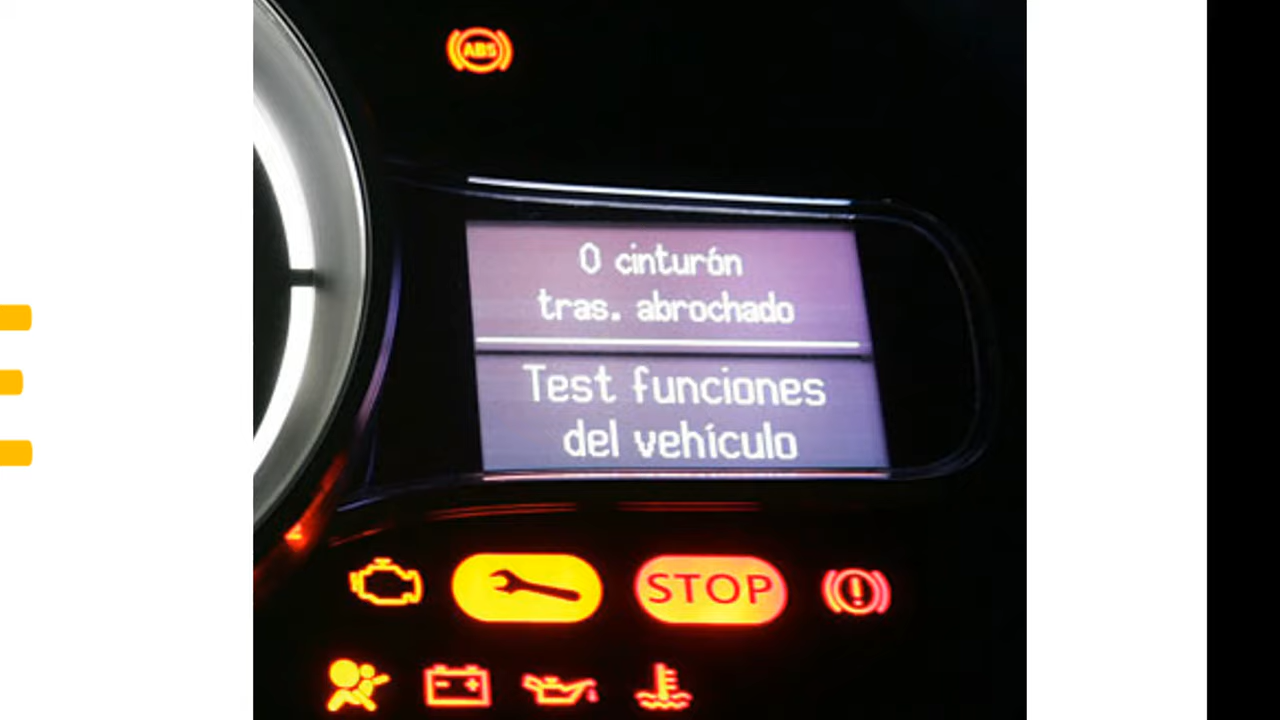 ABS
0 cinturón
tras. abrochado
Test funciones
del vehículo
STOP